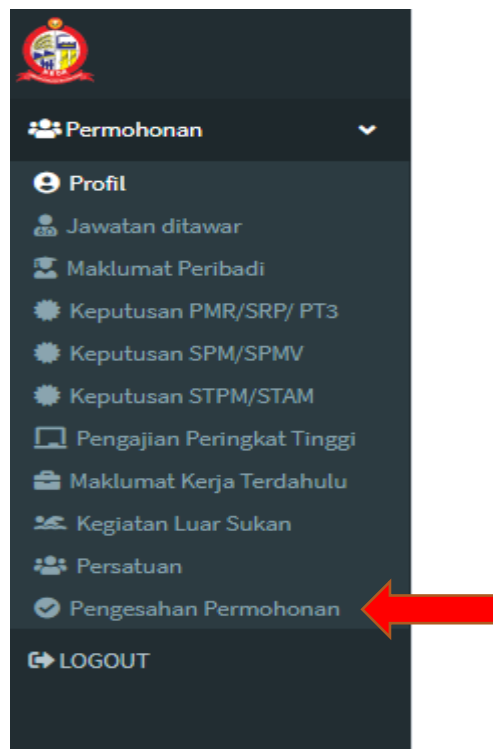 Permohonan
Profil
Jawatan ditawar
Maklumat Peribadi
Keputusan PMR/SRP/ PT3
Keputusan SPM/SPMV
Keputusan STPM/STAM
Pengajian Peringkat Tinggi
Maklumat Kerja Terdahulu
Kegiatan Luar Sukan
Persatuan
Pengesahan Permohonan
LOGOUT